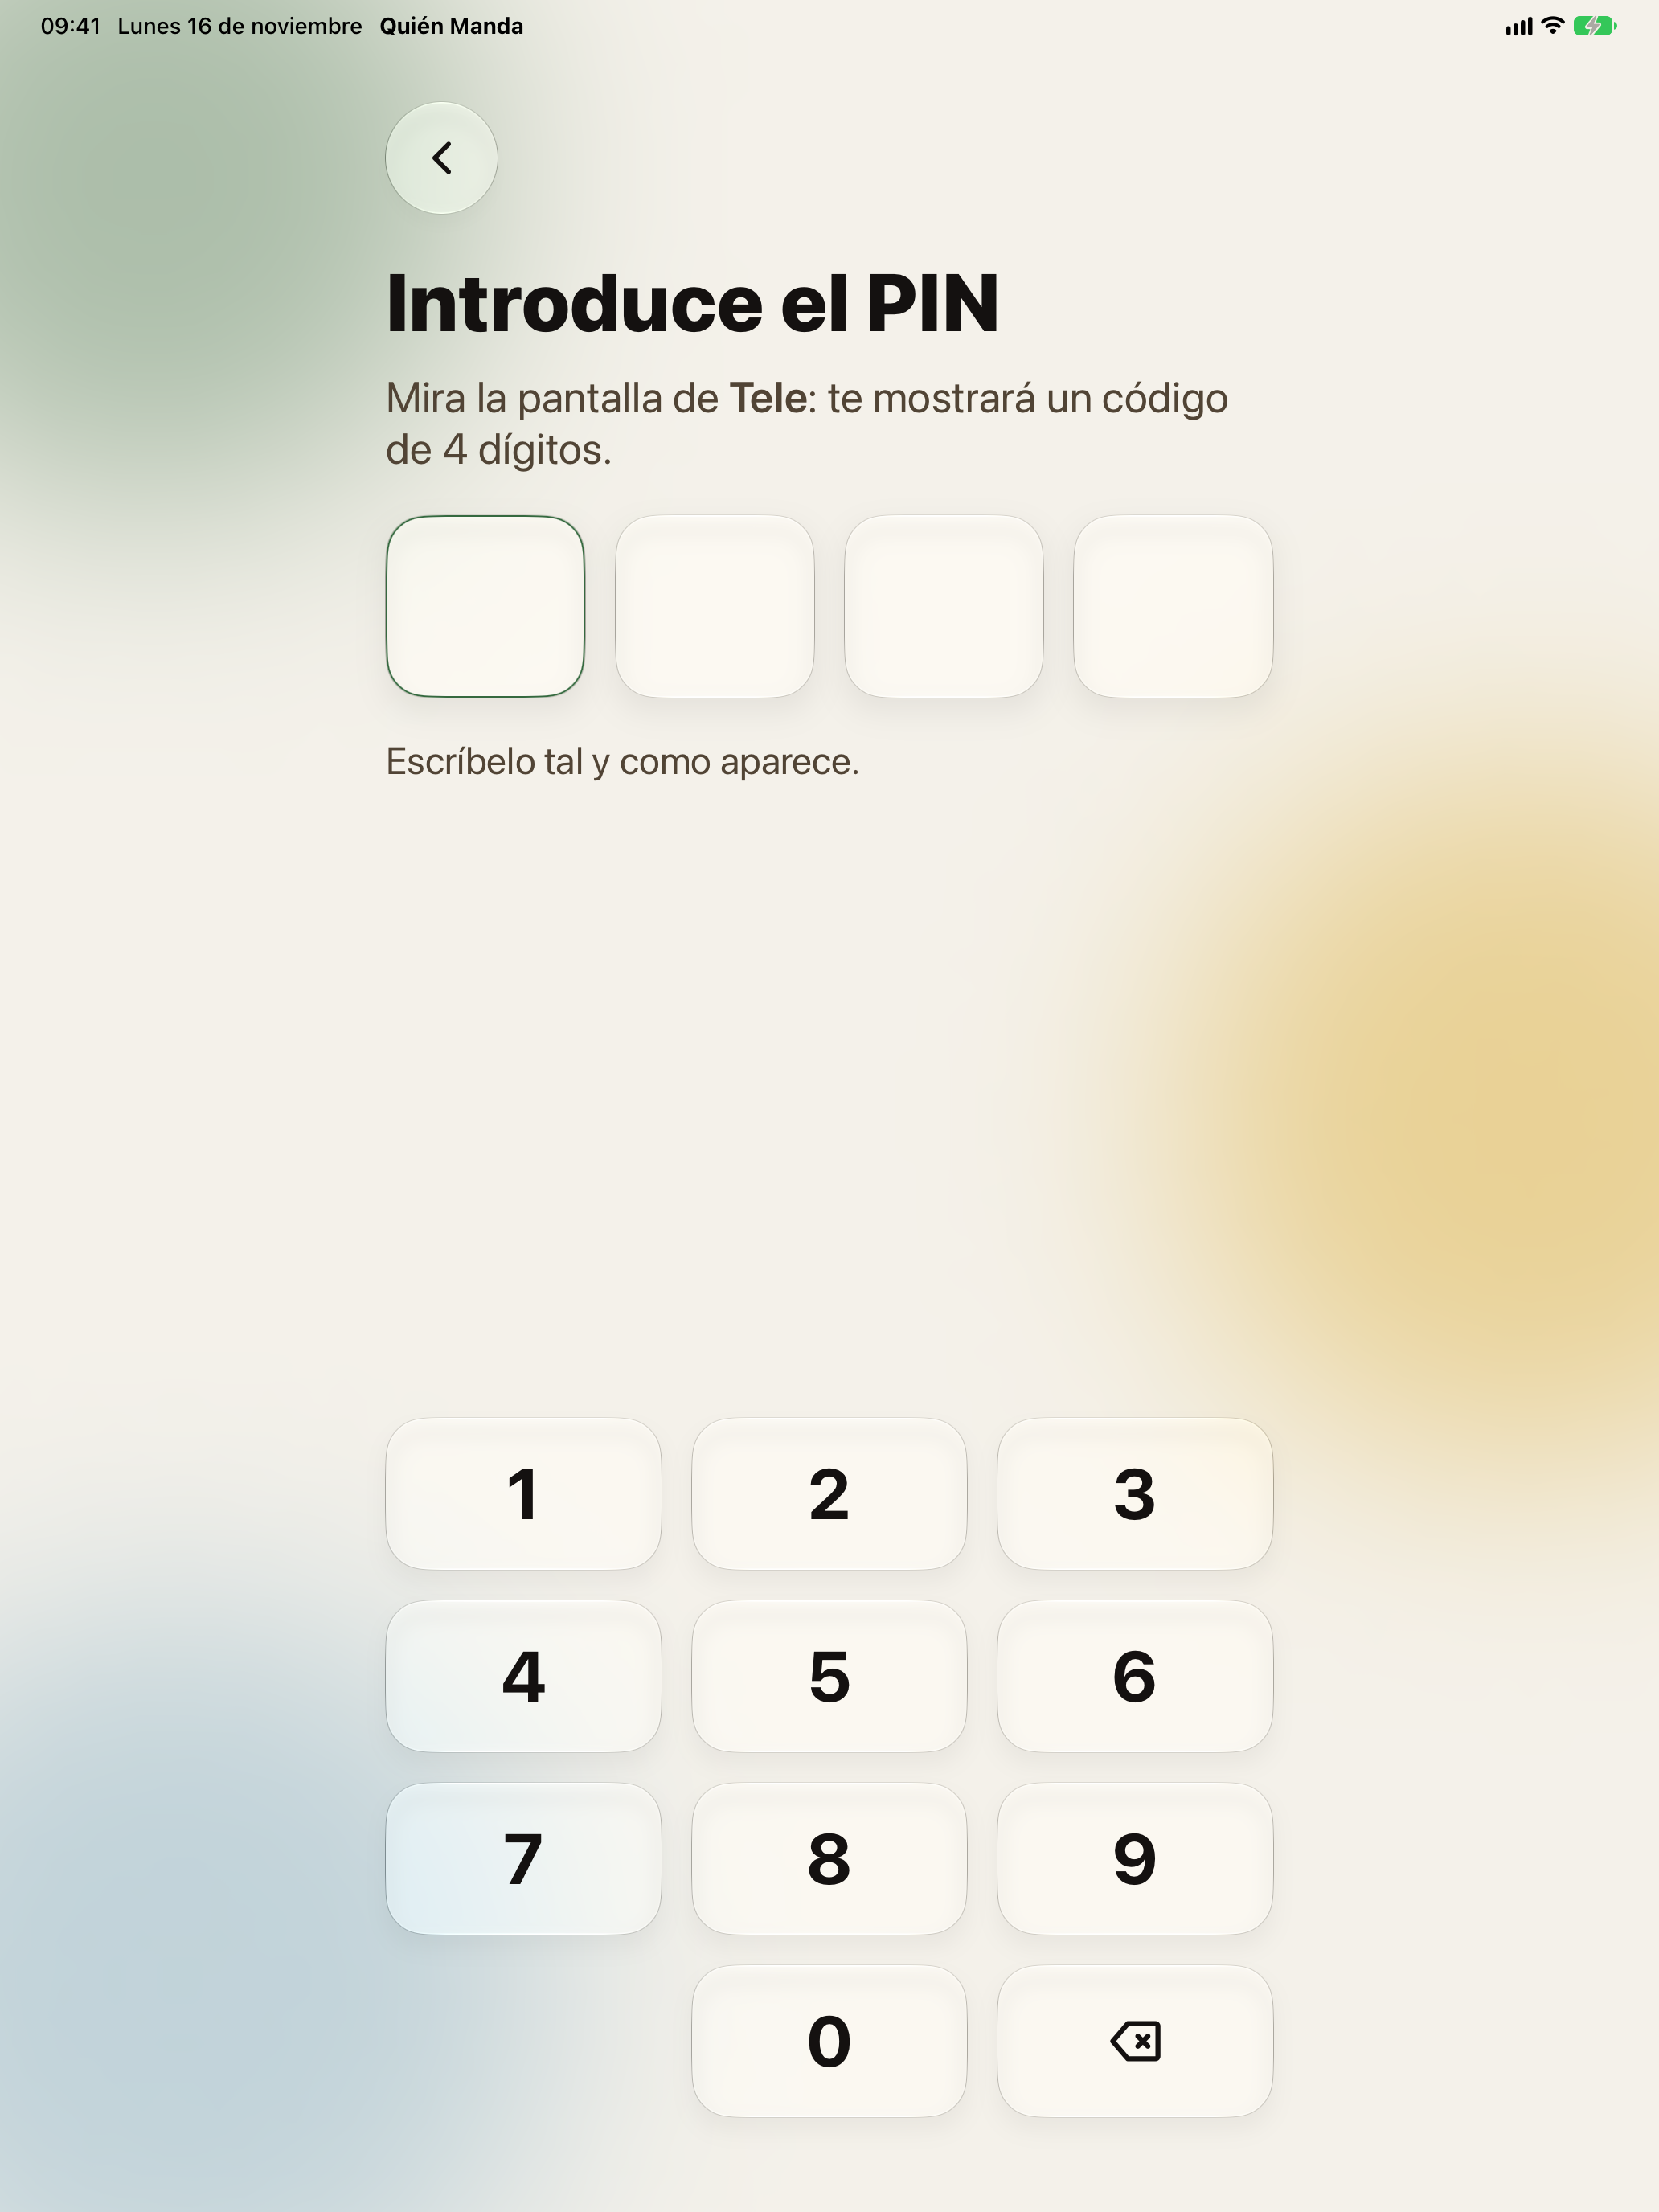 09:41 Lunes 16 de noviembre Quién Manda
Introduce el PIN
Mira la pantalla de Tele: te mostrará un código
de 4 dígitos.
Escríbelo tal y como aparece.
1 2 3
4 5 6
7 8 9
0